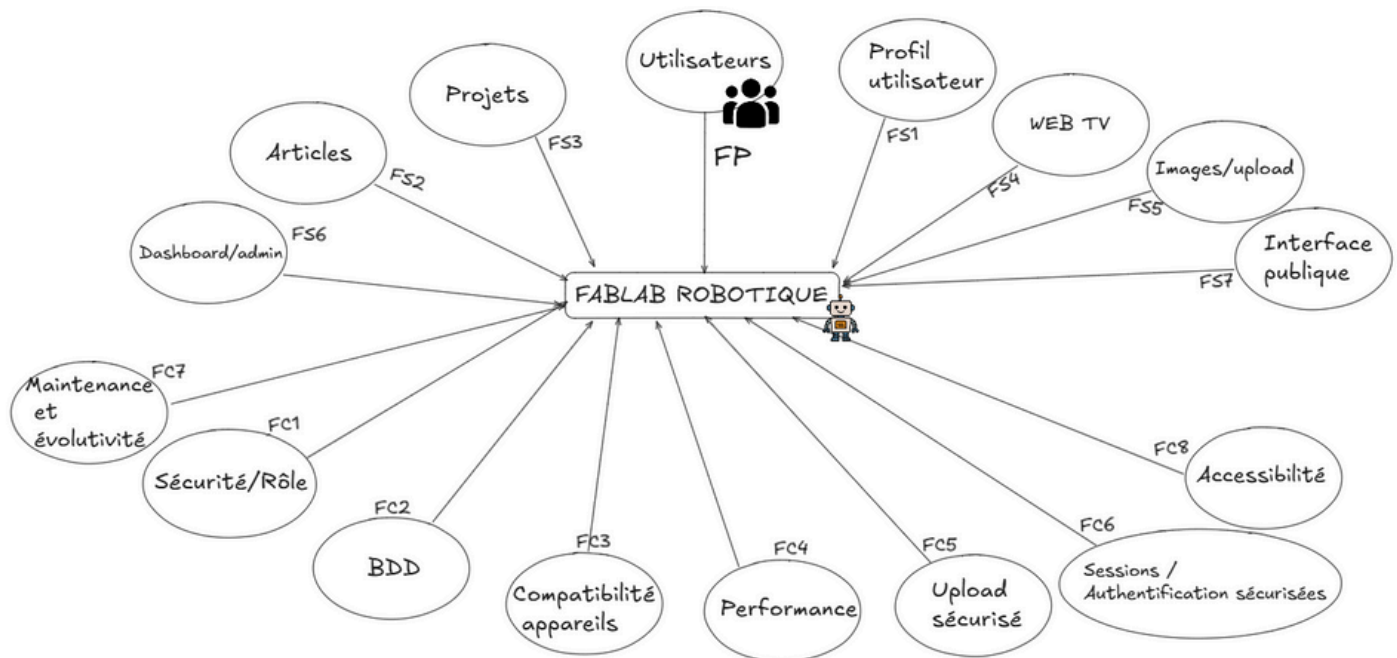 Utilisateurs
FP
Profil
utilisateur
FS1
Projets
FS3
WEB TV
FS4
Articles
FS2
Images/upload
FS5
Dashboard/admin
FS6
Interface
publique
FS7
FABLAB ROBOTIQUE
Maintenance
et
évolutivité
FC7
FC1
Sécurité/Rôle
FC2
BDD
FC3
Compatibilité
appareils
FC4
Performance
FC5
Upload
sécurisé
FC6
Sessions /
Authentification sécurisées
FC8
Accessibilité